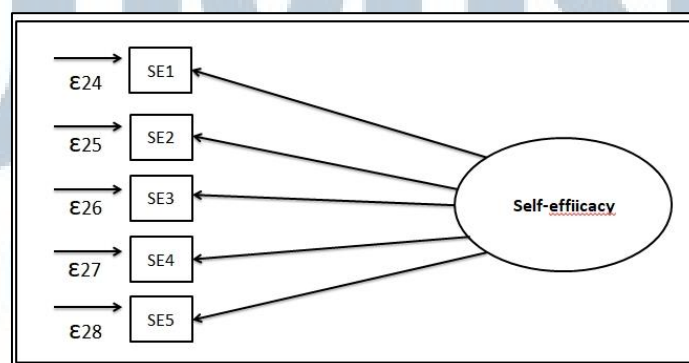 SE1
ε24
SE2
ε25
SE3
ε26
SE4
ε27
SE5
ε28
Self-effiicacy